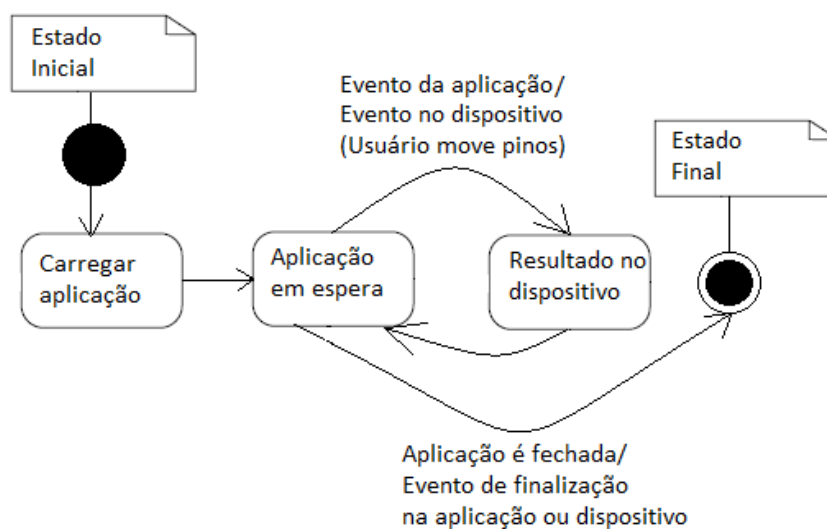 Estado
Inicial
Evento da aplicação/
Evento no dispositivo
(Usuário move pinos)
Estado
Final
Carregar
aplicação
Aplicação
em espera
Resultado no
dispositivo
Aplicação é fechada/
Evento de finalização
na aplicação ou dispositivo